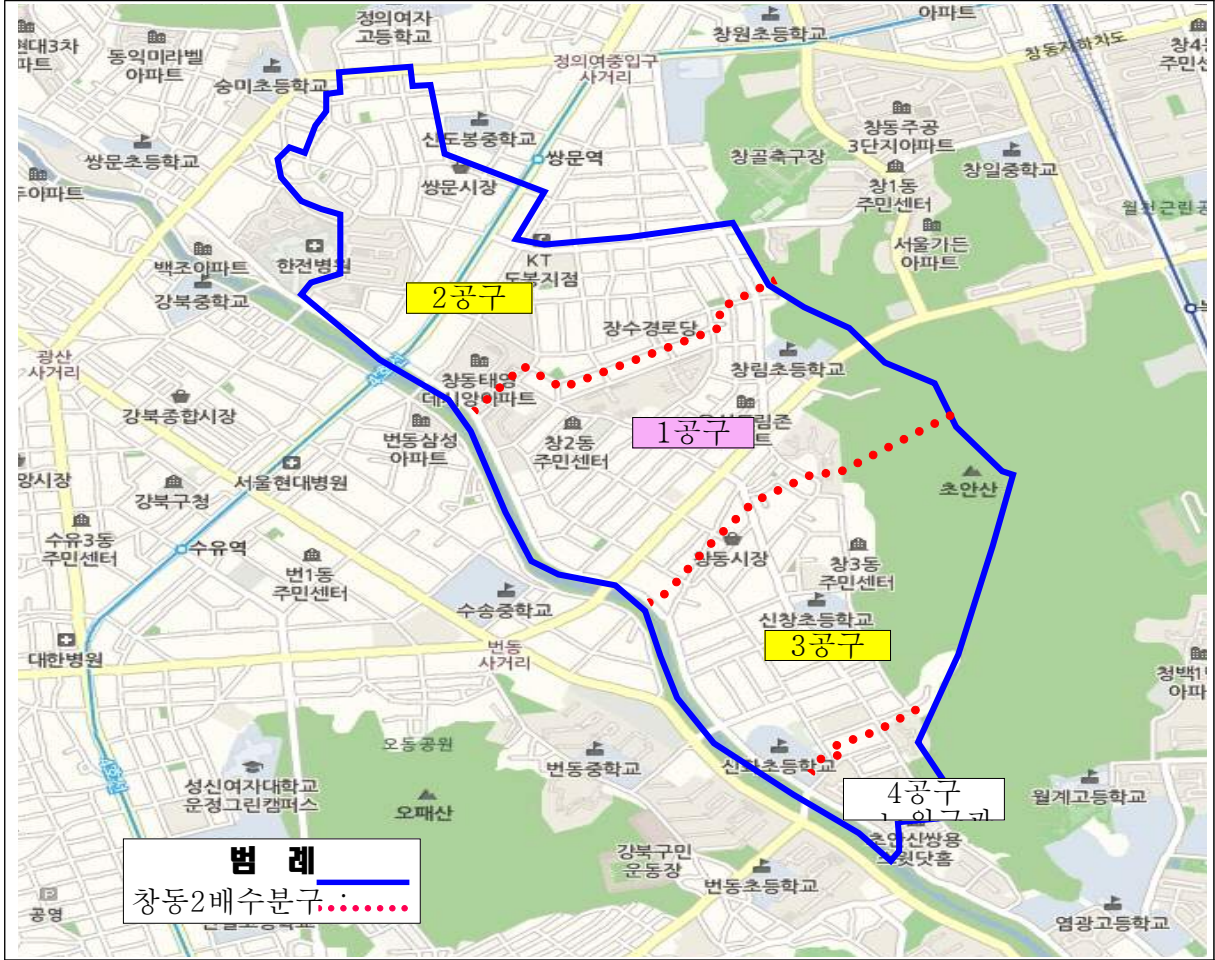 정의여자
고등학교
아파트
창원초등학교
현대3차
파트
동익미라벨
아파트
정의여중입구
사거리
창동지하차도
창4동
숭미초등학교
창동주공
3단지아파트
쌍문초등학교
신도봉중학교
쌍문역
창골축구장
창일중학교
쌍문시장
창1동
주민센터
서울가든
아파트
백조아파트
한전병원
KT
도봉지점
강북중학교
2공구
장수경로당
광산
사거리
창동태영
데시앙아파트
창림초등학교
강북종합시장
번동삼성
아파트
창2동
주민센터
1공구
서울현대병원
강북구청
초안산
수유3동
주민센터
수유역
번1동
주민센터
창동시장
창3동
주민센터
수송중학교
신창초등학교
번동
사거리
3공구
대한병원
오동공원
번동중학교
신화초등학교
성신여자대학교
운정그린캠퍼스
오패산
4공구
월계고등학교
초안신쌍용
스윗닷홈
강북구민
운동장
번동초등학교
범 례
창동2배수분구 :
공영
염광고등학교